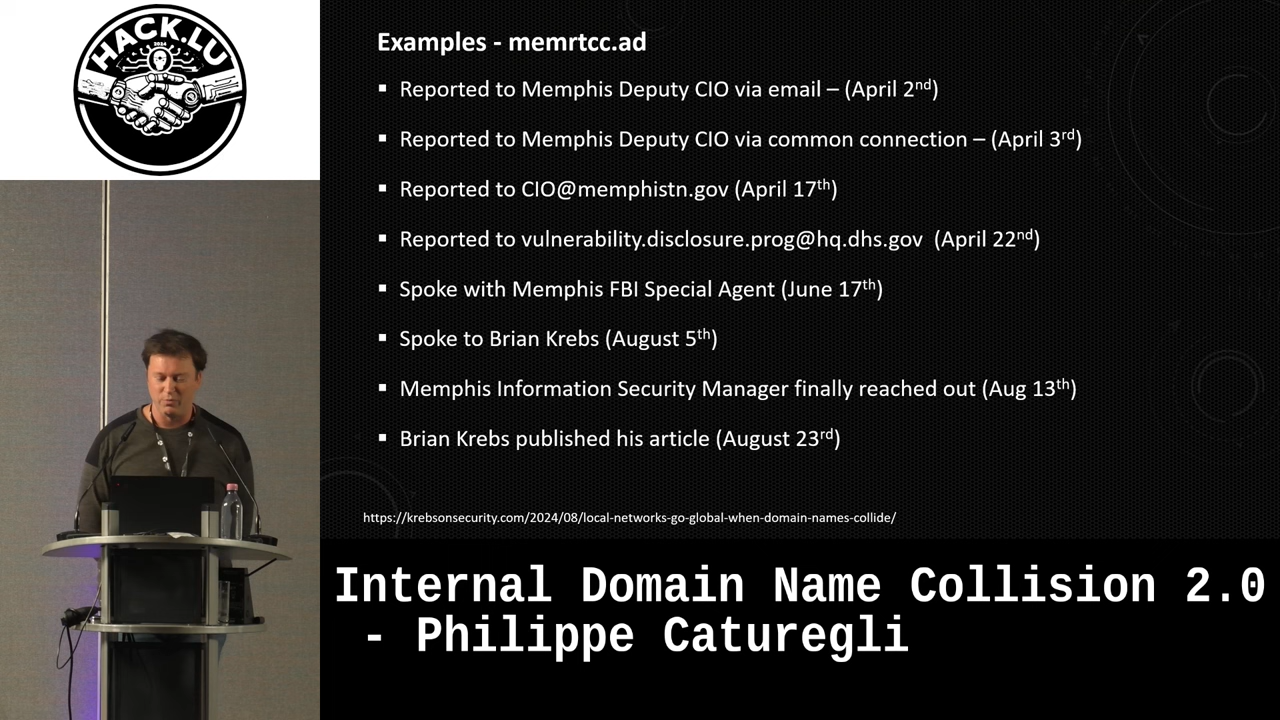 HACK.LU
2024
Examples - memrtcc.ad
▪ Reported to Memphis Deputy CIO via email – (April 2nd)
▪ Reported to Memphis Deputy CIO via common connection – (April 3rd)
▪ Reported to CIO@memphistn.gov (April 17th)
▪ Reported to vulnerability.disclosure.prog@hq.dhs.gov (April 22nd)
▪ Spoke with Memphis FBI Special Agent (June 17th)
▪ Spoke to Brian Krebs (August 5th)
▪ Memphis Information Security Manager finally reached out (Aug 13th)
▪ Brian Krebs published his article (August 23rd)
https://krebsonsecurity.com/2024/08/local-networks-go-global-when-domain-names-collide/
Internal Domain Name Collision 2.0
- Philippe Caturegli